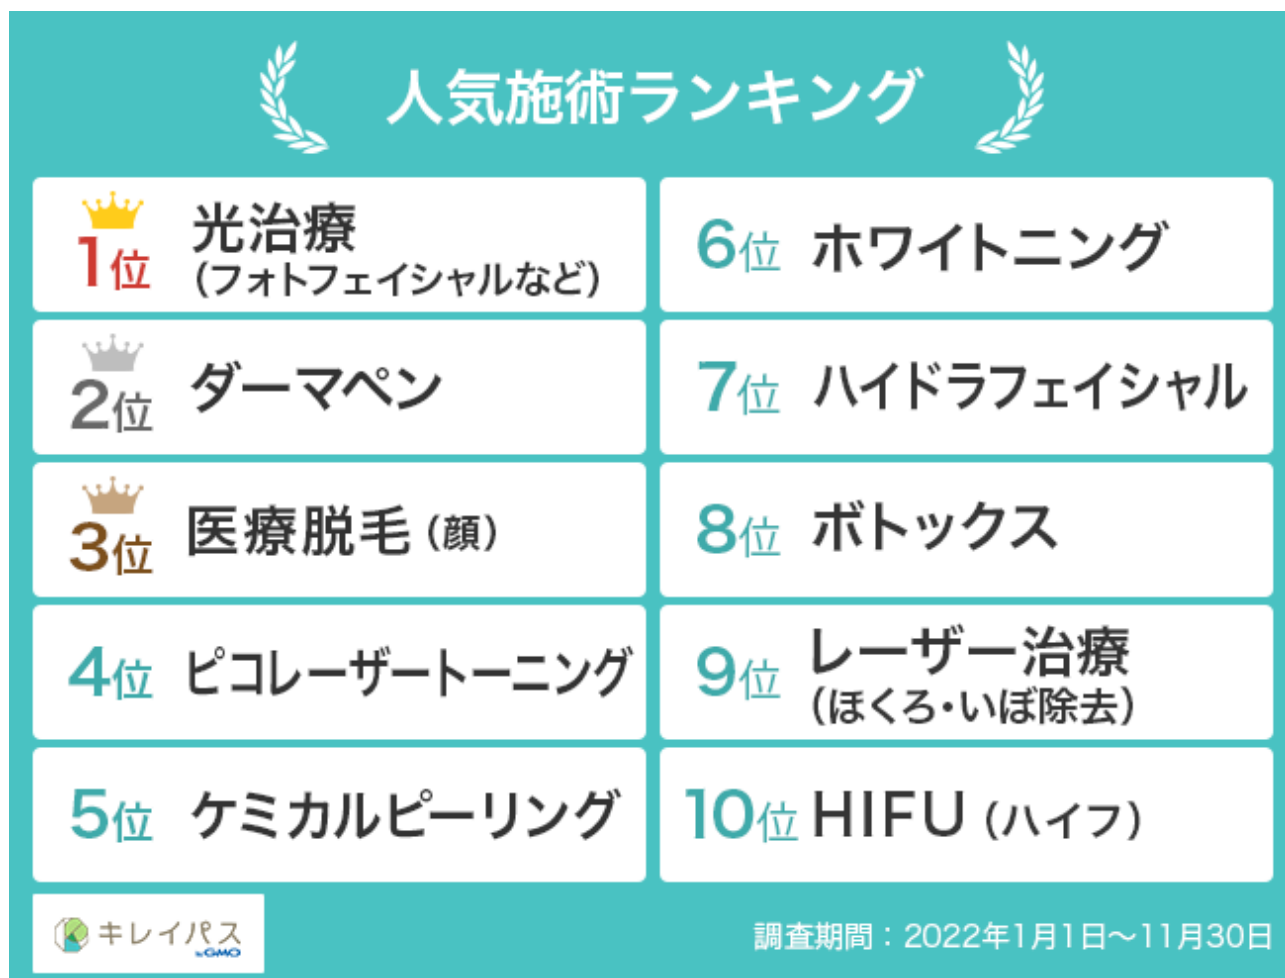 人気施術ランキング
1位 光治療
(フォトフェイシャルなど)
2位 ダーマペン
3位 医療脱毛(顔)
4位 ピコレーザートーニング
5位 ケミカルピーリング
6位 ホワイトニング
7位 ハイドラフェイシャル
8位 ボトックス
9位 レーザー治療
(ほくろ・いぼ除去)
10位 HIFU(ハイフ)
キレイパス
byGMO
調査期間:2022年1月1日〜11月30日